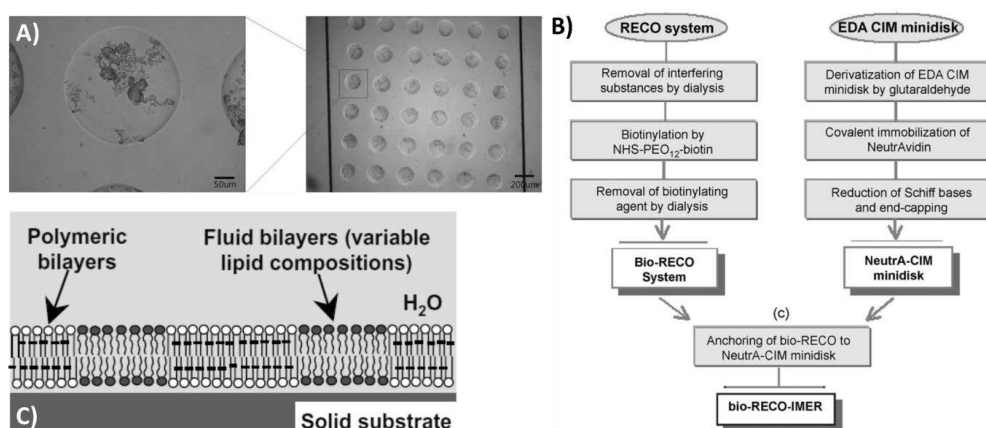 A)
50um
200um
B)
RECO system
EDA CIM minidisk
Removal of interfering
substances by dialysis
Derivatization of EDA CIM
minidisk by glutaraldehyde
Biotinylation by
NHS-PEO12-biotin
Covalent immobilization of
NeutrAvidin
Removal of biotinylating
agent by dialysis
Reduction of Schiff bases
and end-capping
Bio-RECO
System
NeutrA-CIM
minidisk
(c)
Anchoring of bio-RECO to
NeutrA-CIM minidisk
bio-RECO-IMER
Polymeric
bilayers
Fluid bilayers (variable
lipid compositions)
H2O
C)
Solid substrate